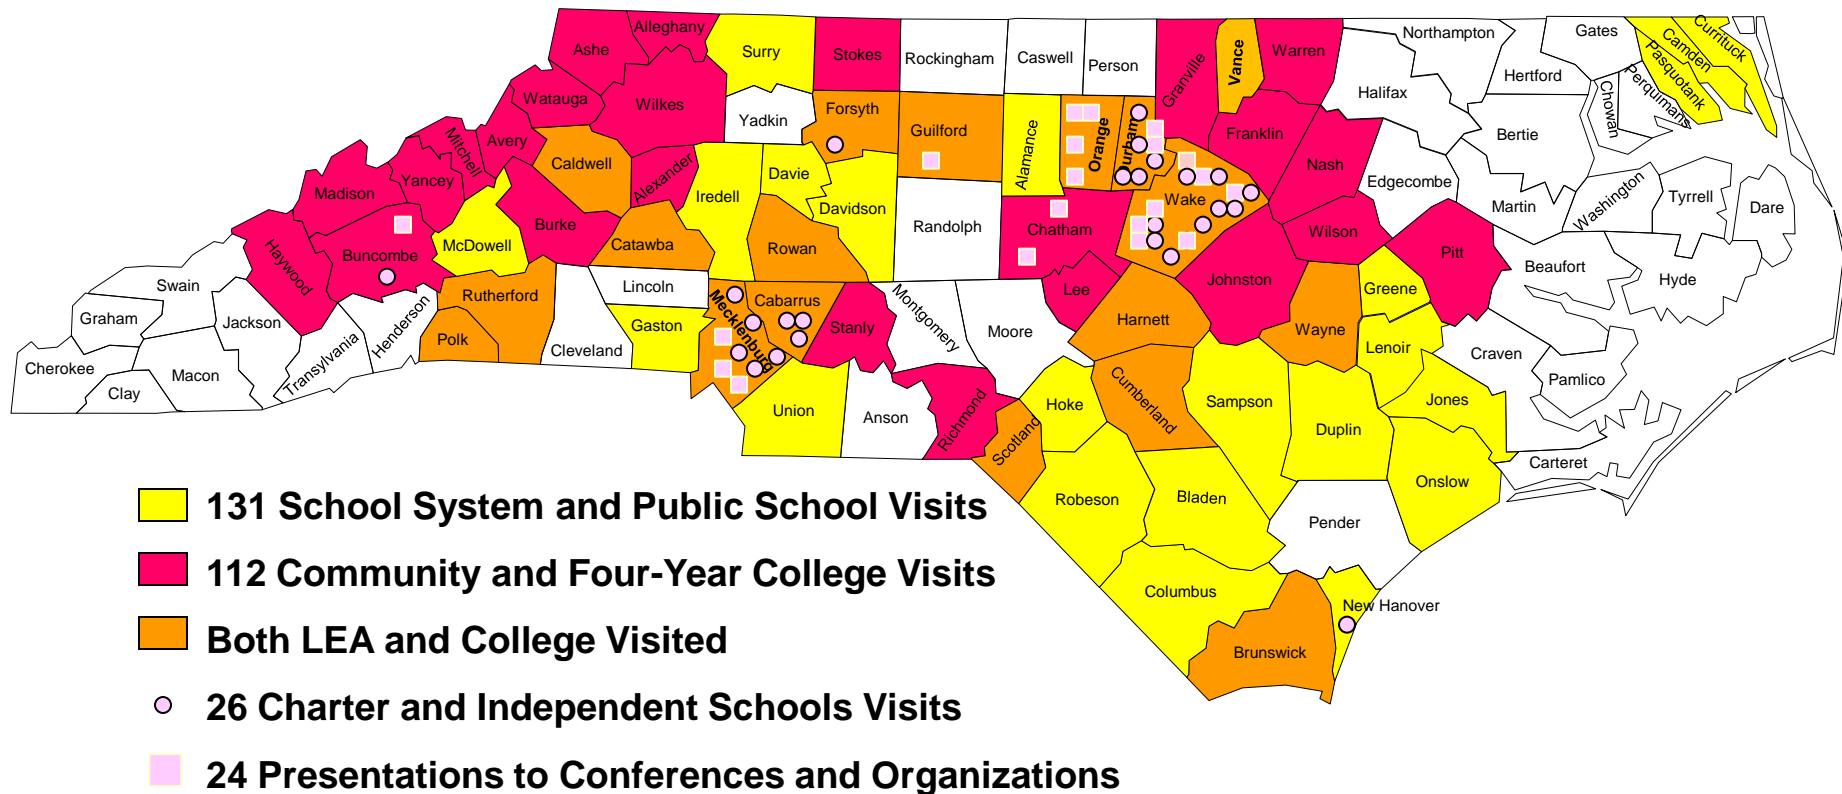 Ashe
Alleghany
Surry
Stokes
Rockingham
Caswell
Person
Granville
Vance
Warren
Northampton
Gates
Currituck
Camden
Pasquotank
Perquimans
Chowan
Hertford
Halifax
Bertie
Watauga
Wilkes
Yadkin
Forsyth
Guilford
Alamance
Orange
Durham
Franklin
Nash
Edgecombe
Martin
Washington
Tyrrell
Dare
Mitchell
Avery
Caldwell
Alexander
Iredell
Davie
Davidson
Randolph
Chatham
Wake
Wilson
Pitt
Beaufort
Hyde
Madison
Yancey
McDowell
Burke
Catawba
Rowan
Haywood
Buncombe
Swain
Graham
Jackson
Cherokee
Clay
Macon
Transylvania
Henderson
Rutherford
Polk
Cleveland
Lincoln
Gaston
Mecklenburg
Cabarrus
Stanly
Montgomery
Moore
Lee
Harnett
Johnston
Wayne
Greene
Lenoir
Craven
Pamlico
Jones
Carteret
Onslow
Union
Anson
Richmond
Scotland
Hoke
Cumberland
Sampson
Duplin
Robeson
Bladen
Pender
Columbus
New Hanover
Brunswick
131 School System and Public School Visits
112 Community and Four-Year College Visits
Both LEA and College Visited
26 Charter and Independent Schools Visits
24 Presentations to Conferences and Organizations